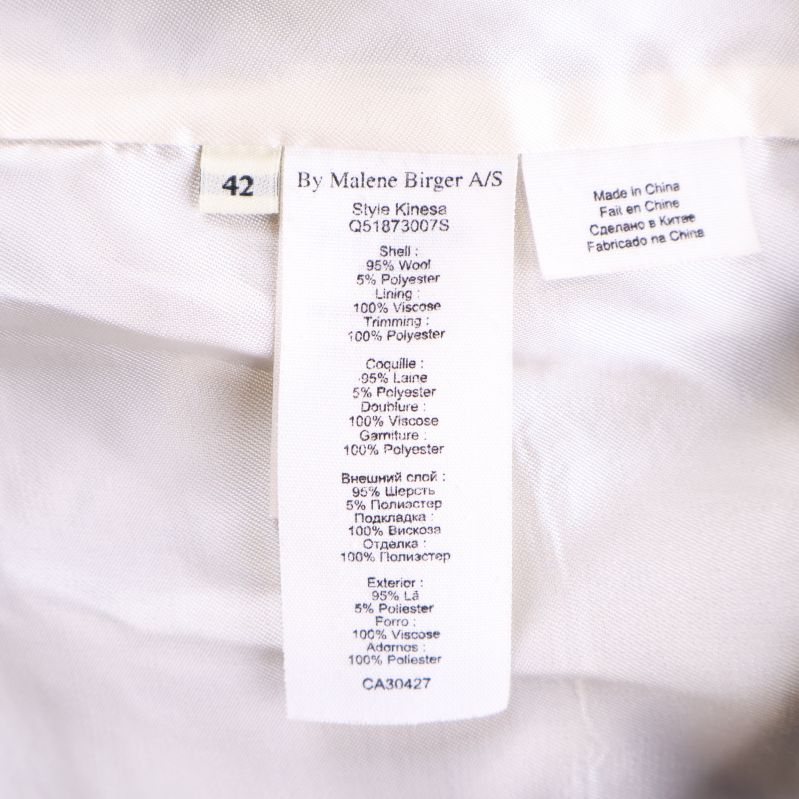 42
By Malene Birger A/S
Style Kinesa
Q51873007S
Shell :
95% Wool
5% Polyester
Lining :
100% Viscose
Trimming :
100% Polyester
Coquille :
95% Laine
5% Polyester
Doublure :
100% Viscose
Garniture :
100% Polyester
Внешний слой :
95% Шерсть
5% Полиэстер
Подкладка :
100% Вискоза
Отделка :
100% Полиэстер
Exterior :
95% Lã
5% Poliester
Forro :
100% Viscose
Adornos :
100% Poliester
CA30427
Made in China
Fait en Chine
Сделано в Китае
Fabricado na China